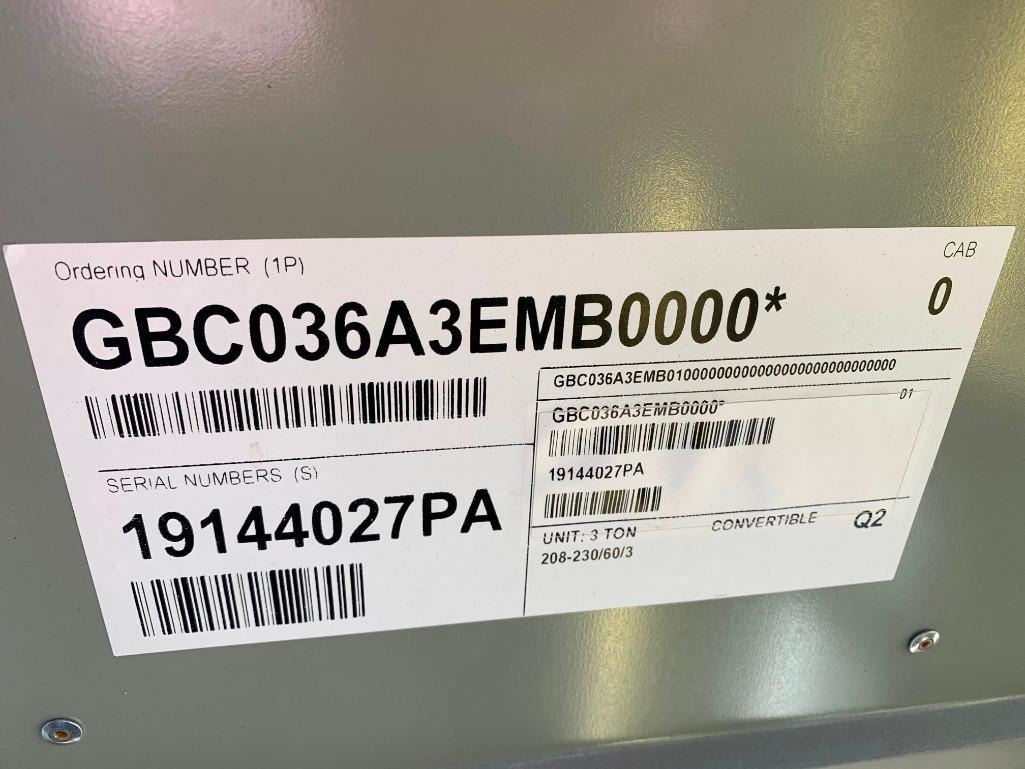 Ordering NUMBER (1P)
CAB
GBC036A3EMB0000*
0
GBC036A3EMB01000000000000000000000000000
01
GBC036A3EMB0000*
19144027PA
SERIAL NUMBERS (S)
19144027PA
UNIT: 3 TON
CONVERTIBLE
Q2
208-230/60/3